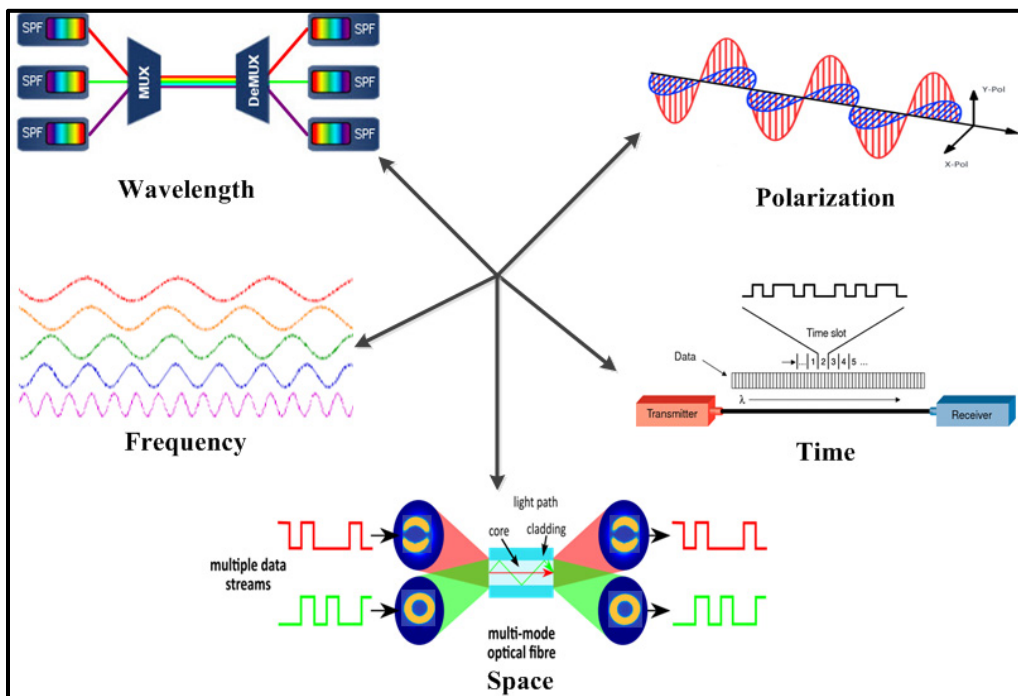 SPF
SPF
SPF
MUX
DeMUX
SPF
SPF
SPF
Wavelength
Y-Pol
X-Pol
Polarization
Frequency
Time slot
Data
... 1 2 3 4 5 ...
λ
Transmitter
Receiver
Time
light path
core
cladding
multiple data
streams
multi-mode
optical fibre
Space